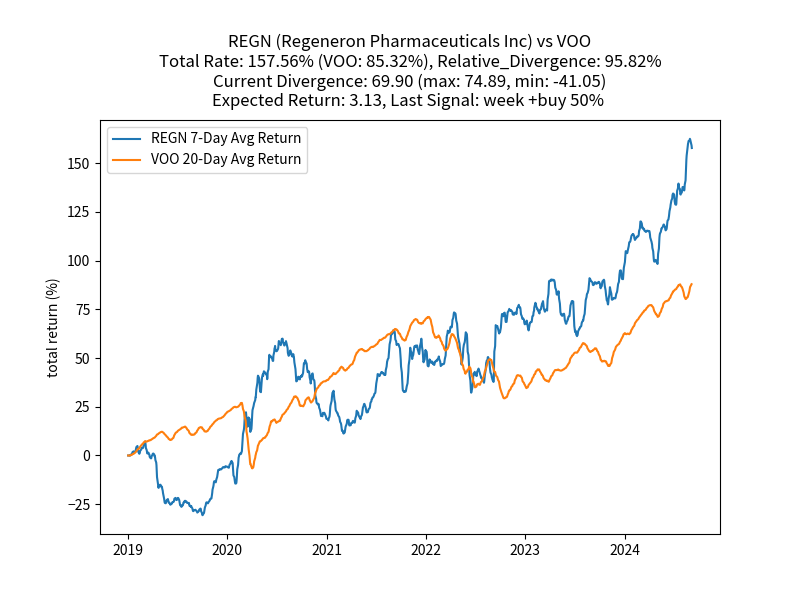 REGN (Regeneron Pharmaceuticals Inc) vs VOO
Total Rate: 157.56% (VOO: 85.32%), Relative_Divergence: 95.82%
Current Divergence: 69.90 (max: 74.89, min: -41.05)
Expected Return: 3.13, Last Signal: week +buy 50%
REGN 7-Day Avg Return
VOO 20-Day Avg Return
total return (%)
150
125
100
75
50
25
0
−25
2019 2020 2021 2022 2023 2024